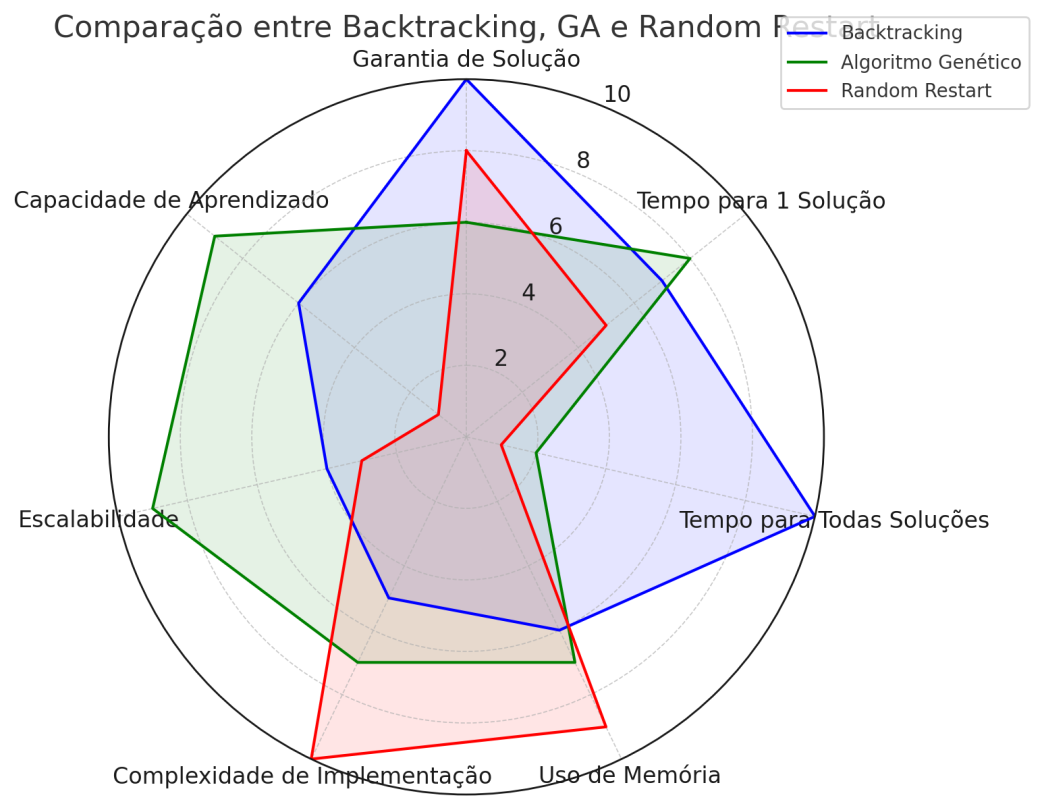 Comparação entre Backtracking, GA e Random Restart
Backtracking
Algoritmo Genético
Random Restart
Garantia de Solução
10
8
Capacidade de Aprendizado
Tempo para 1 Solução
6
4
2
Escalabilidade
Tempo para Todas Soluções
Complexidade de Implementação
Uso de Memória